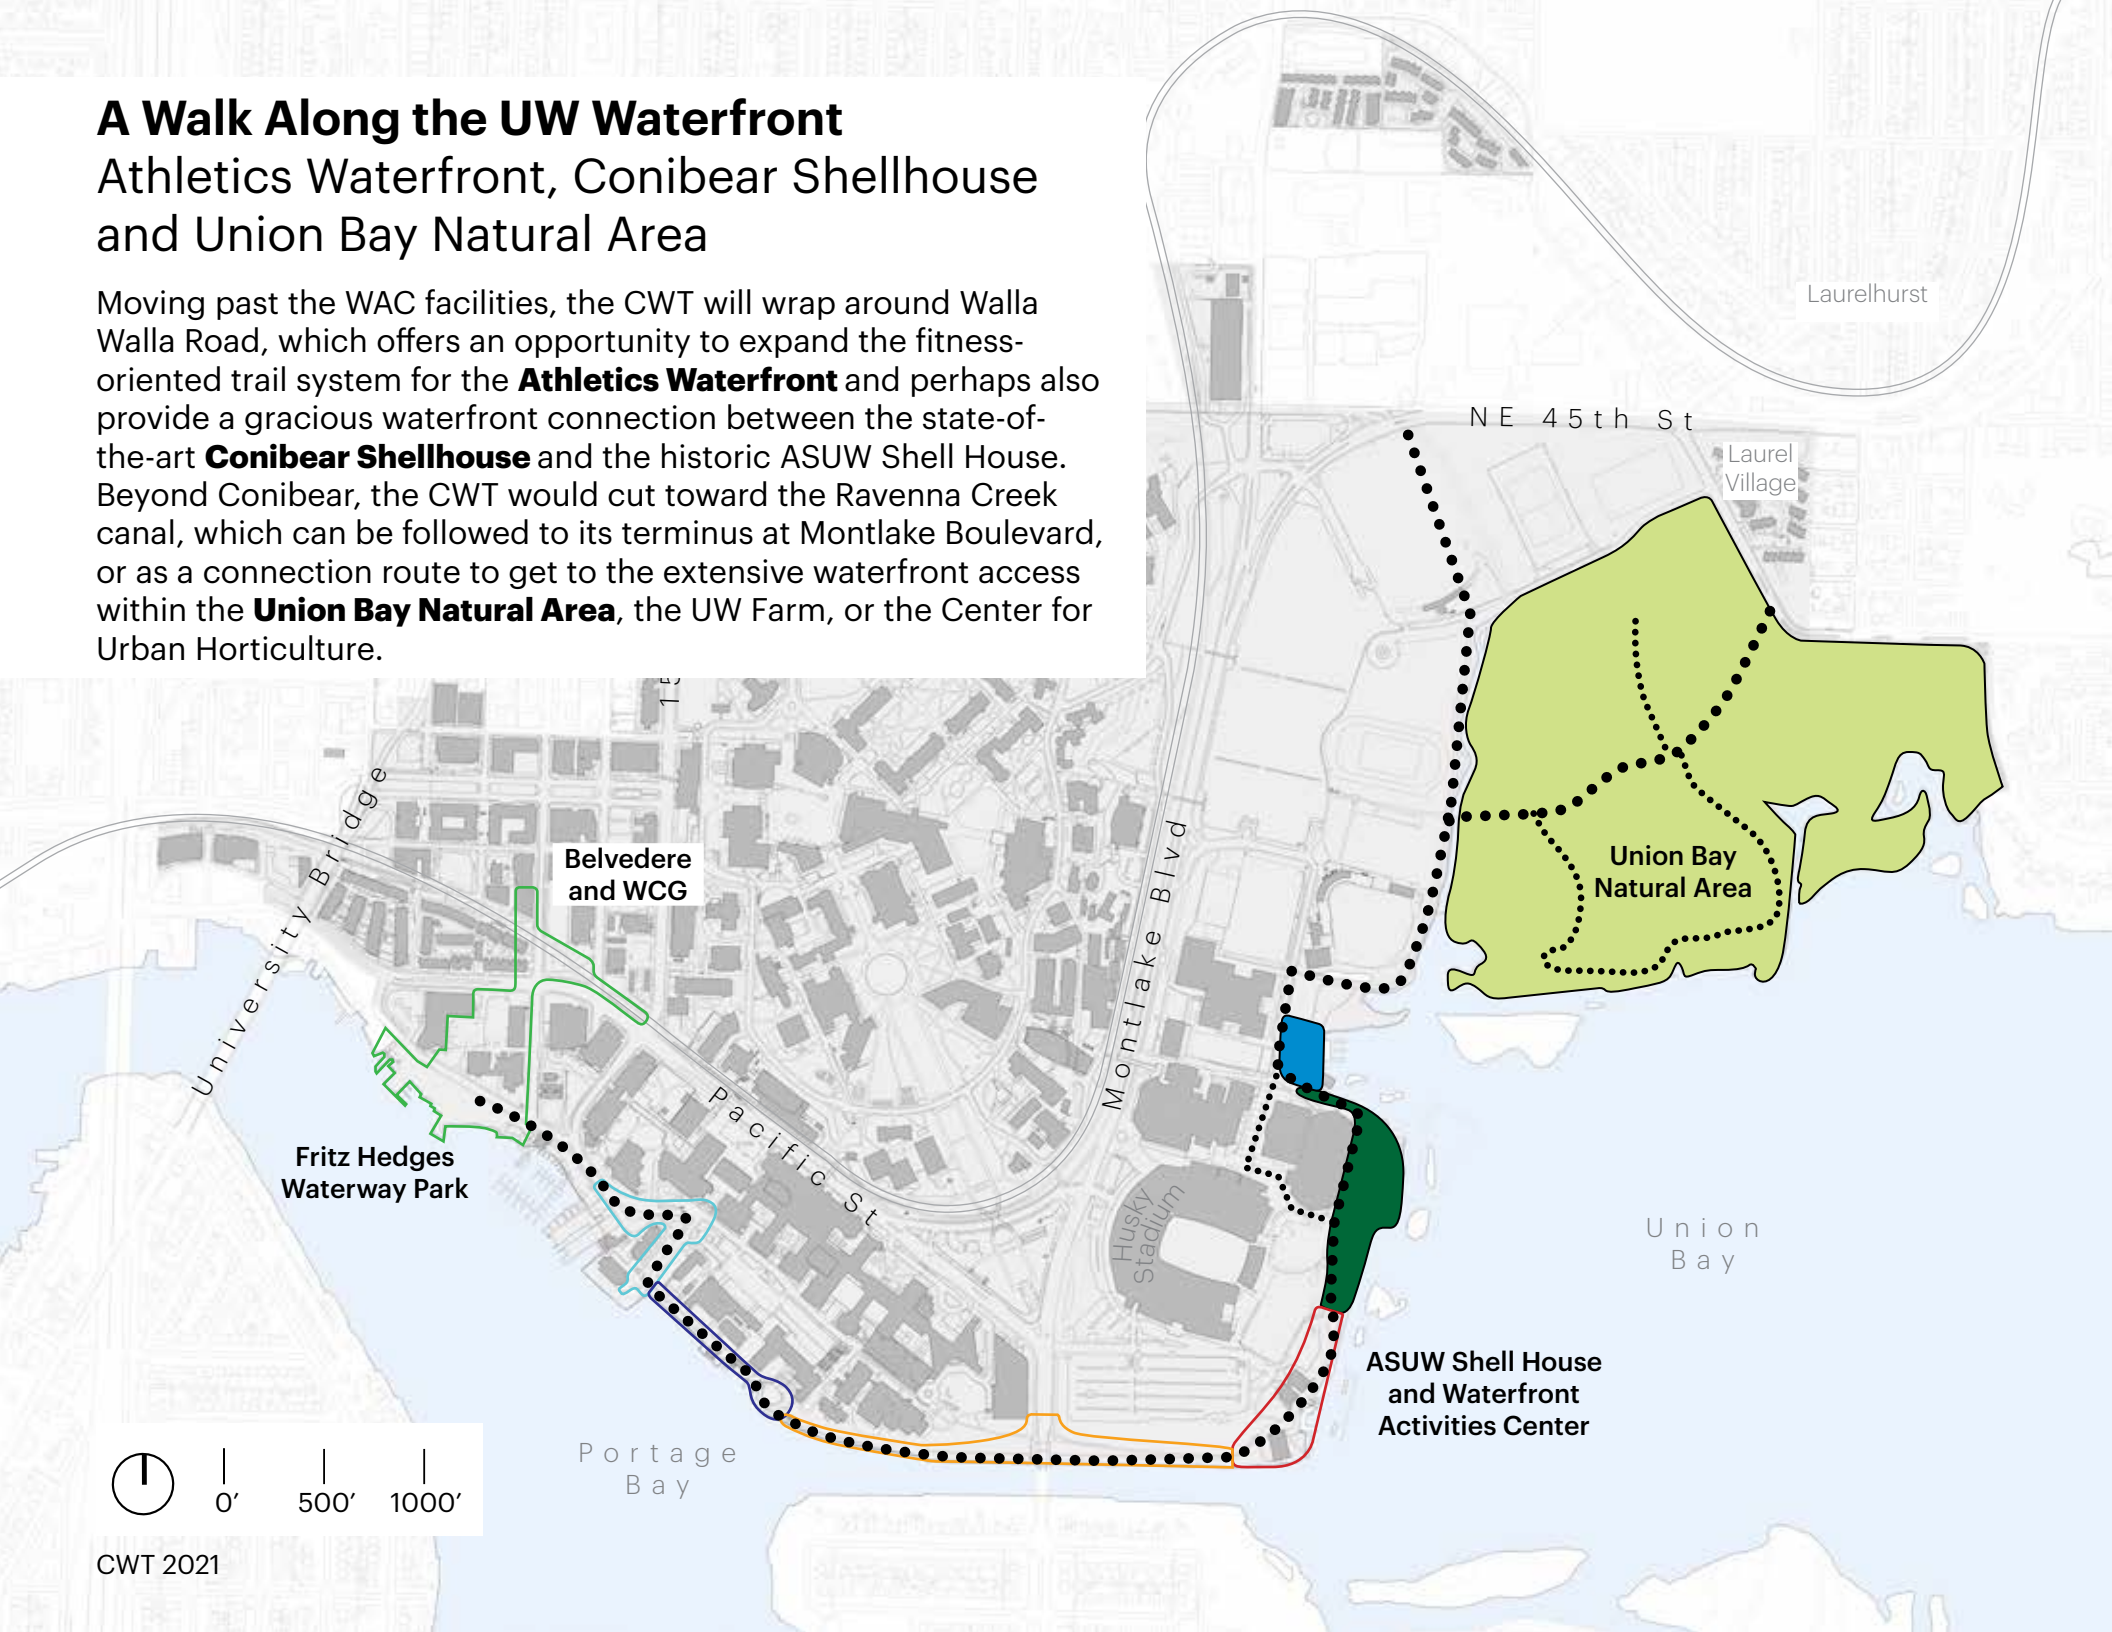 A Walk Along the UW Waterfront
Athletics Waterfront, Conibear Shellhouse
and Union Bay Natural Area
Moving past the WAC facilities, the CWT will wrap around Walla
Walla Road, which offers an opportunity to expand the fitness-
oriented trail system for the Athletics Waterfront and perhaps also
provide a gracious waterfront connection between the state-of-
the-art Conibear Shellhouse and the historic ASUW Shell House.
Beyond Conibear, the CWT would cut toward the Ravenna Creek
canal, which can be followed to its terminus at Montlake Boulevard,
or as a connection route to get to the extensive waterfront access
within the Union Bay Natural Area, the UW Farm, or the Center for
Urban Horticulture.
Laurelhurst
NE 45th St
Laurel
Village
15
University Bridge
Belvedere
and WCG
Montlake Blvd
Union Bay
Natural Area
Pacific St
Fritz Hedges
Waterway Park
Husky
Stadium
Union
Bay
ASUW Shell House
and Waterfront
Activities Center
Portage
Bay
0’
500’
1000’
CWT 2021